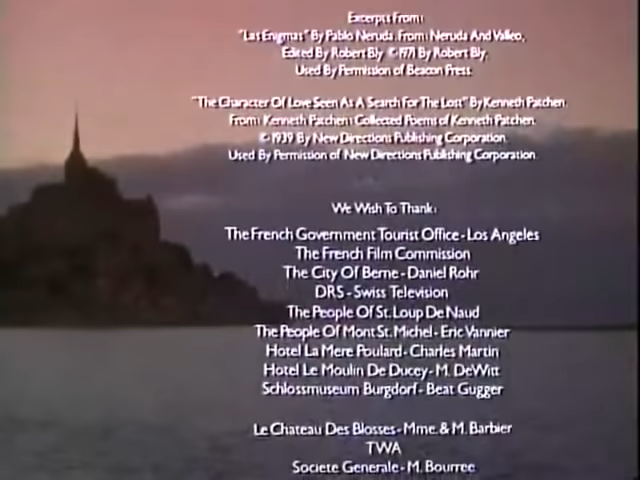 Excerpts From:
"Las Enigmas" By Pablo Neruda. From: Neruda And Vallejo,
Edited By Robert Bly. ©1971 By Robert Bly.
Used By Permission of Beacon Press.
"The Character Of Love Seen As A Search For The Lost" By Kenneth Patchen.
From: Kenneth Patchen: Collected Poems of Kenneth Patchen.
©1939 By New Directions Publishing Corporation.
Used By Permission of New Directions Publishing Corporation.
We Wish To Thank:
The French Government Tourist Office - Los Angeles
The French Film Commission
The City Of Berne - Daniel Rohr
DRS - Swiss Television
The People Of St. Loup De Naud
The People Of Mont St. Michel - Eric Vannier
Hotel La Mere Poulard - Charles Martin
Hotel Le Moulin De Ducey - M. DeWitt
Schlossmuseum Burgdorf - Beat Gugger
Le Chateau Des Blosses - Mme. & M. Barbier
TWA
Societe Generale - M. Bourree